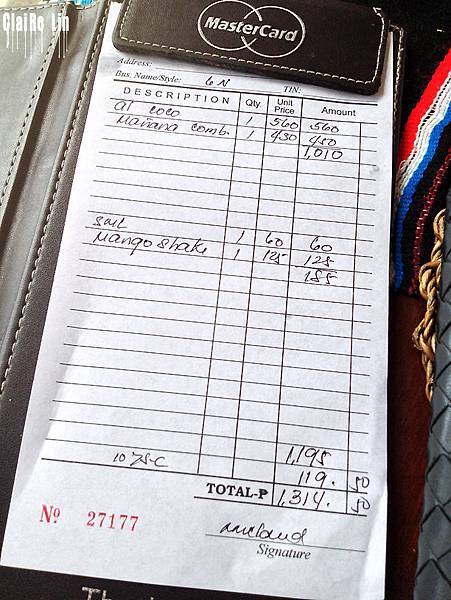 ClaiRe Lin
MasterCard
Address:
Bus. Name/Style: 6N TIN:
DESCRIPTION Qty. Unit Price Amount
al coco 1 560 560
Mañana comb. 1 450 450
1,010
1 60 60
Mango shake 1 125 125
185
1,195
10% S-C 119. 50
TOTAL-P 1,314. 50
No 27177
Signature
Th